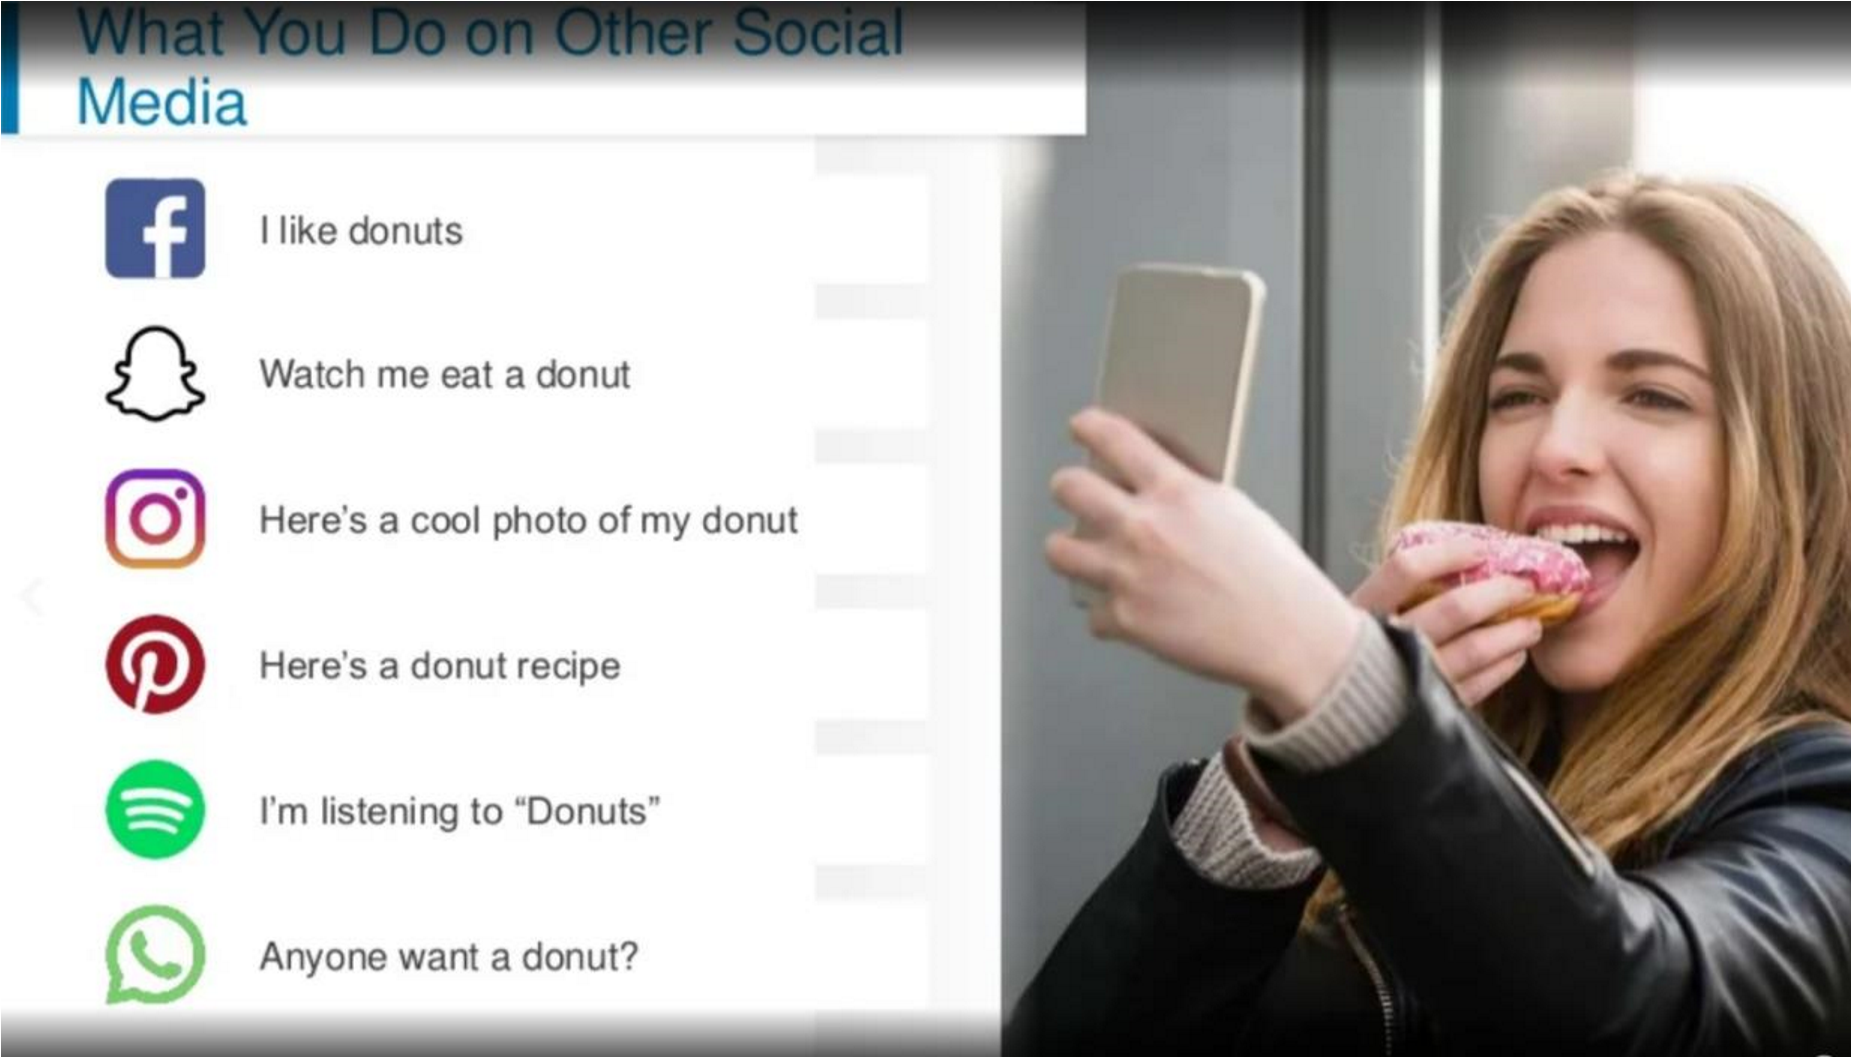 What You Do on Other Social
Media
I like donuts
Watch me eat a donut
Here's a cool photo of my donut
Here's a donut recipe
I'm listening to “Donuts”
Anyone want a donut?